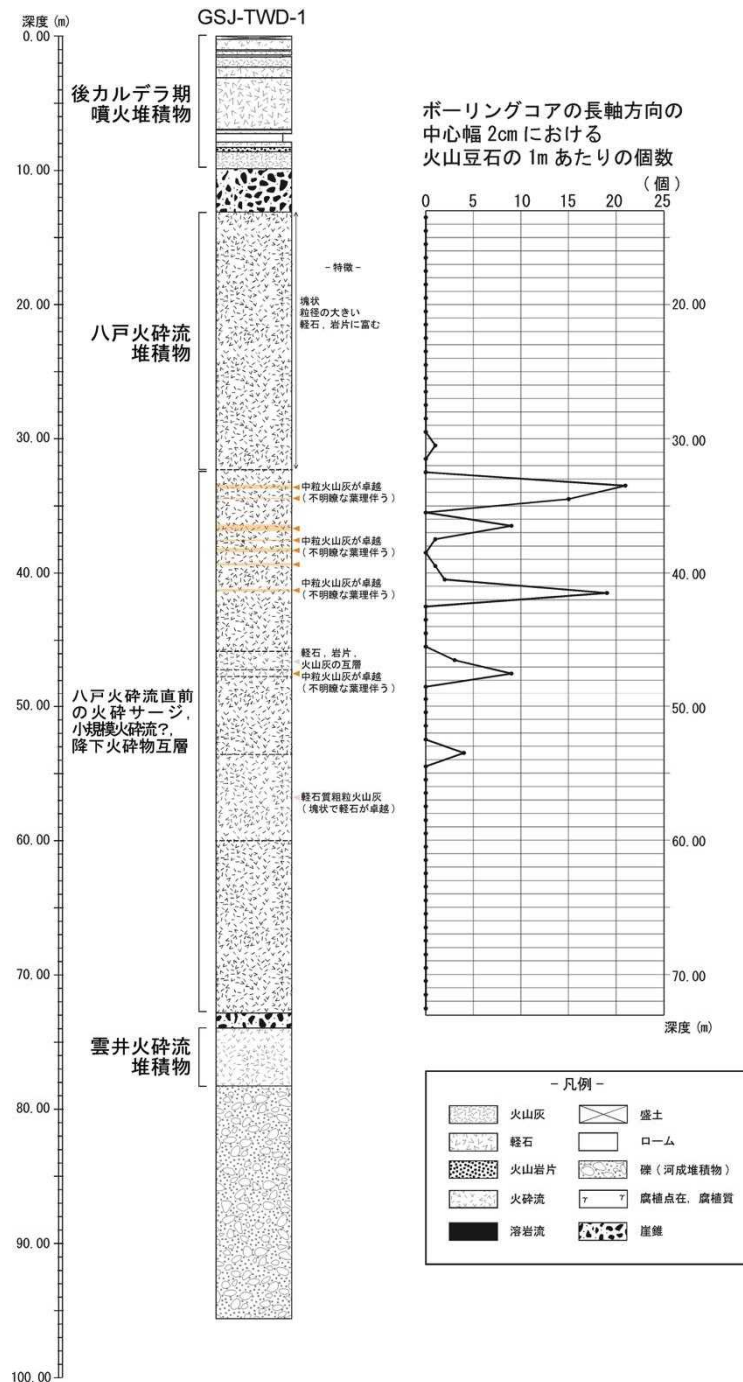 GSJ-TWD-1
深度 (m)
0.00
10.00
20.00
30.00
40.00
50.00
60.00
70.00
80.00
90.00
100.00
後カルデラ期
噴火堆積物
八戸火砕流
堆積物
八戸火砕流直前
の火砕サージ,
小規模火砕流?,
降下火砕物互層
雲井火砕流
堆積物
- 特徴 -
塊状
粒径の大きい
軽石, 岩片に富む
中粒火山灰が卓越
( 不明瞭な葉理伴う )
中粒火山灰が卓越
( 不明瞭な葉理伴う )
中粒火山灰が卓越
( 不明瞭な葉理伴う )
軽石, 岩片,
火山灰の互層
中粒火山灰が卓越
( 不明瞭な葉理伴う )
軽石質粗粒火山灰
( 塊状で軽石が卓越 )
ボーリングコアの長軸方向の
中心幅 2cm における
火山豆石の 1m あたりの個数
( 個 )
0 5 10 15 20 25
20.00
30.00
40.00
50.00
60.00
70.00
深度 (m)
- 凡例 -
火山灰 盛土
軽石 ローム
火山岩片 礫 ( 河成堆積物 )
火砕流 腐植点在, 腐植質
溶岩流 崖錐